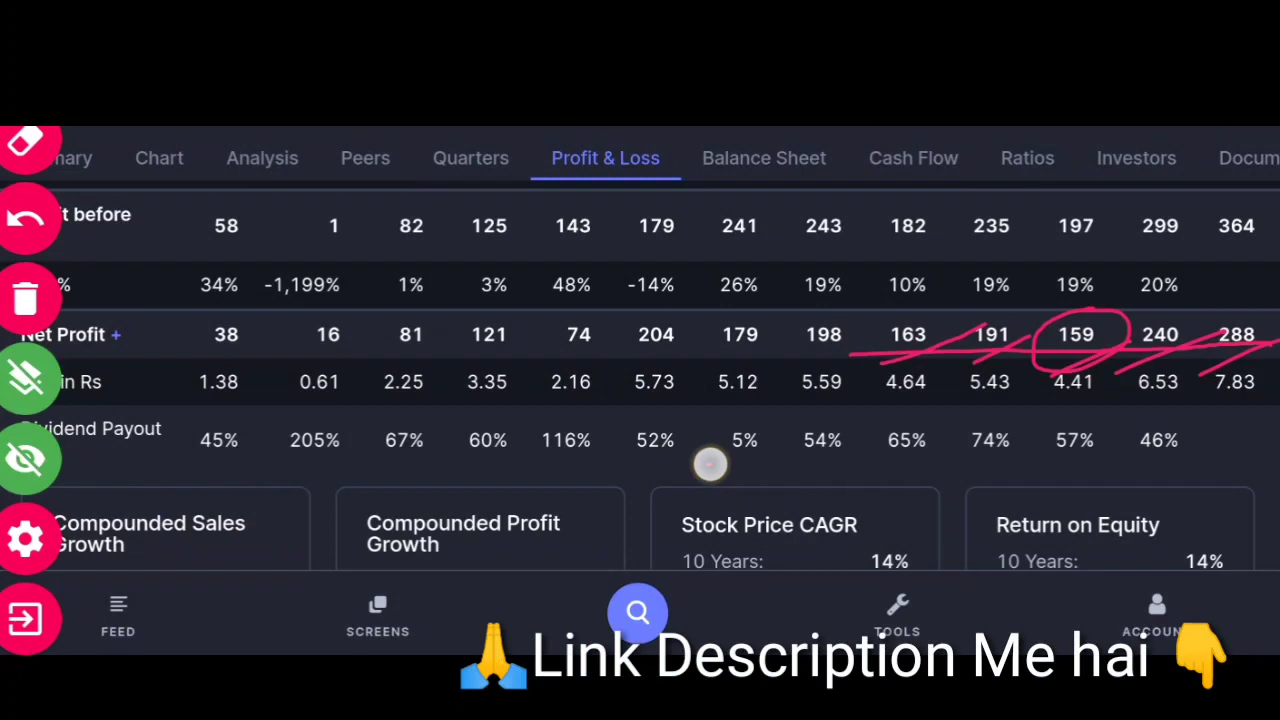 mary Chart Analysis Peers Quarters Profit & Loss Balance Sheet Cash Flow Ratios Investors Docum
t before 58 1 82 125 143 179 241 243 182 235 197 299 364
% 34% -1,199% 1% 3% 48% -14% 26% 19% 10% 19% 19% 20%
Net Profit + 38 16 81 121 74 204 179 198 163 191 159 240 288
in Rs 1.38 0.61 2.25 3.35 2.16 5.73 5.12 5.59 4.64 5.43 4.41 6.53 7.83
Dividend Payout 45% 205% 67% 60% 116% 52% 5% 54% 65% 74% 57% 46%
Compounded Sales
Growth
Compounded Profit
Growth
Stock Price CAGR
10 Years: 14%
Return on Equity
10 Years: 14%
FEED SCREENS TOOLS ACCOUN
🙏Link Description Me hai 👇